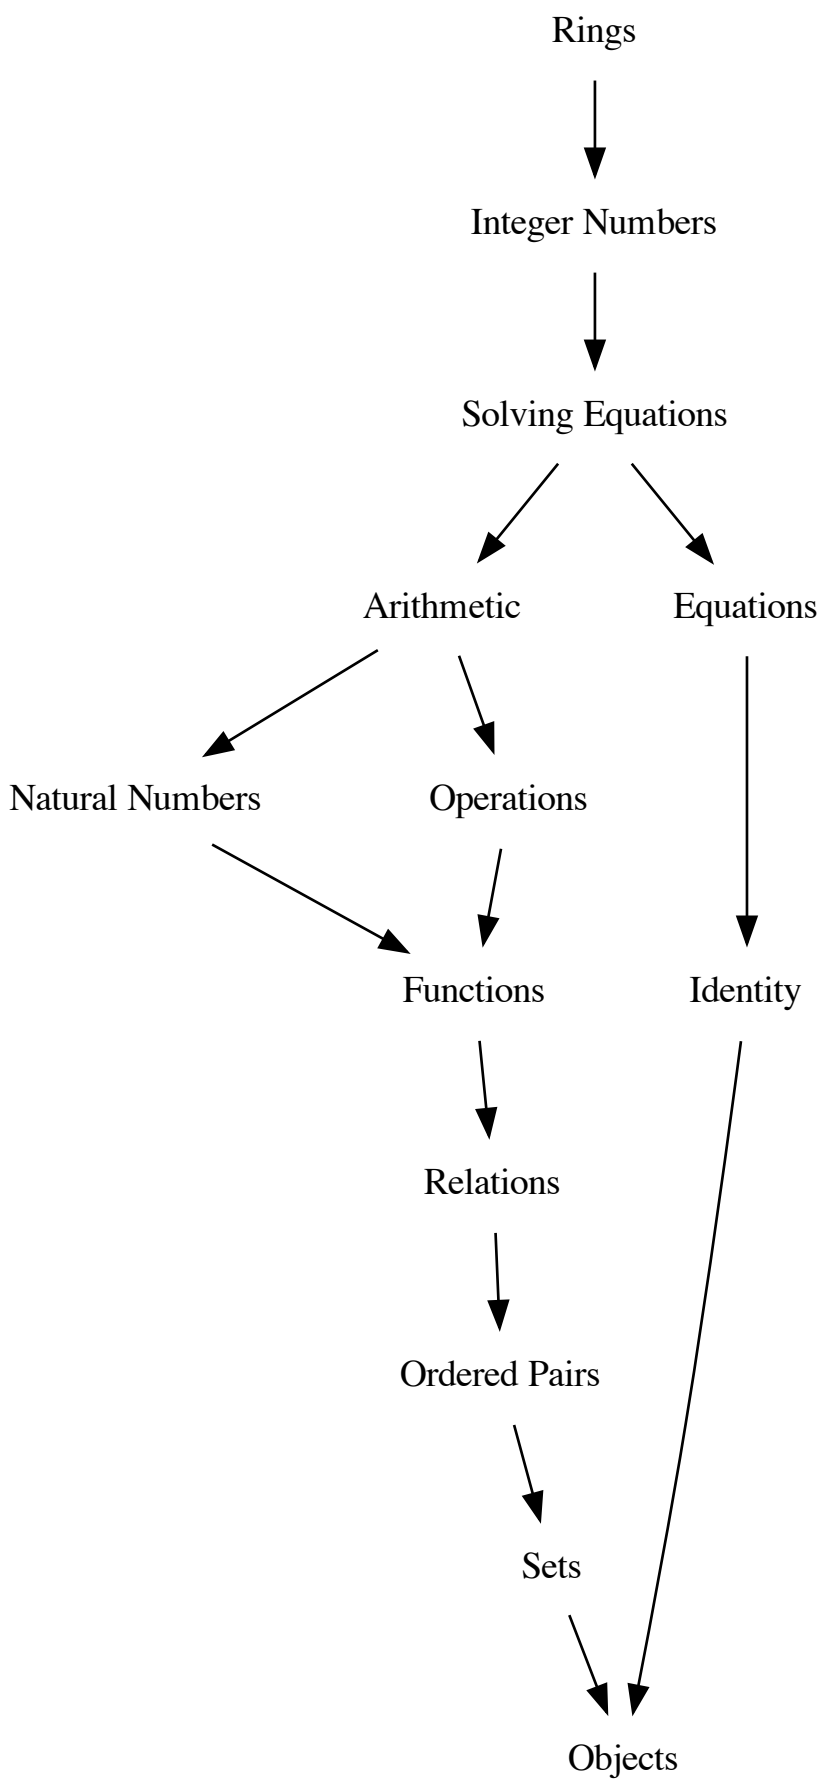 Rings
Integer Numbers
Solving Equations
Arithmetic
Equations
Natural Numbers
Operations
Functions
Identity
Relations
Ordered Pairs
Sets
Objects